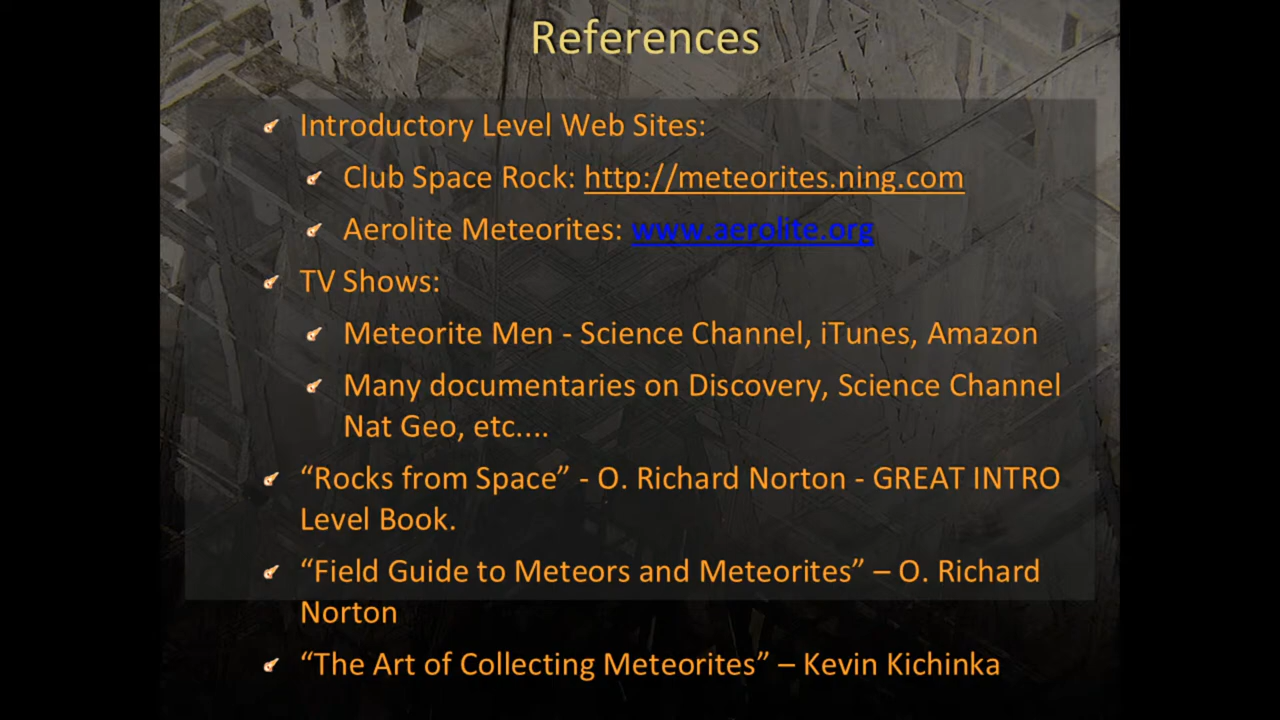 References
Introductory Level Web Sites:
Club Space Rock: http://meteorites.ning.com
Aerolite Meteorites: www.aerolite.org
TV Shows:
Meteorite Men - Science Channel, iTunes, Amazon
Many documentaries on Discovery, Science Channel
Nat Geo, etc....
“Rocks from Space” - O. Richard Norton - GREAT INTRO
Level Book.
“Field Guide to Meteors and Meteorites” – O. Richard
Norton
“The Art of Collecting Meteorites” – Kevin Kichinka